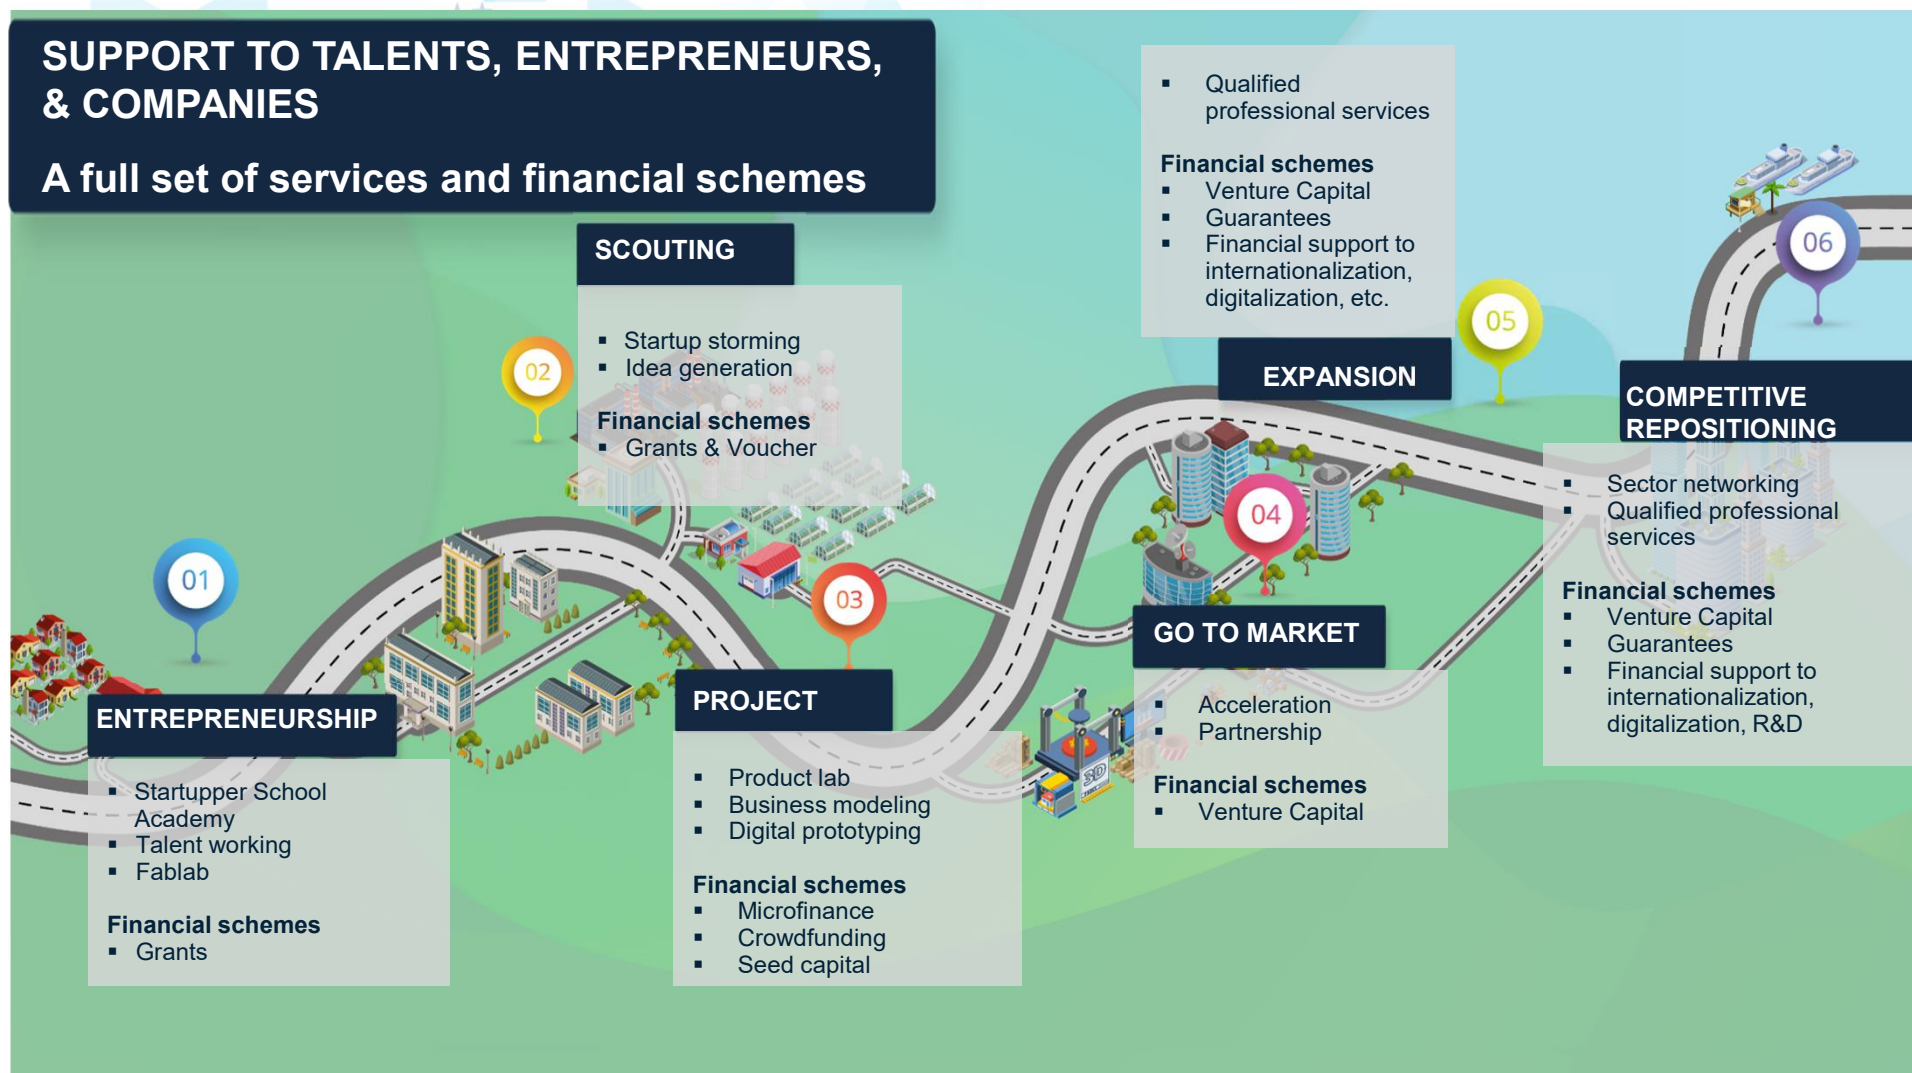 SUPPORT TO TALENTS, ENTREPRENEURS,
& COMPANIES
A full set of services and financial schemes
01
ENTREPRENEURSHIP
▪ Startupper School
Academy
▪ Talent working
▪ Fablab
Financial schemes
▪ Grants
02
SCOUTING
▪ Startup storming
▪ Idea generation
Financial schemes
▪ Grants & Voucher
03
PROJECT
▪ Product lab
▪ Business modeling
▪ Digital prototyping
Financial schemes
▪ Microfinance
▪ Crowdfunding
▪ Seed capital
04
GO TO MARKET
▪ Acceleration
▪ Partnership
Financial schemes
▪ Venture Capital
3D
▪ Qualified
professional services
Financial schemes
▪ Venture Capital
▪ Guarantees
▪ Financial support to
internationalization,
digitalization, etc.
05
EXPANSION
06
COMPETITIVE
REPOSITIONING
▪ Sector networking
▪ Qualified professional
services
Financial schemes
▪ Venture Capital
▪ Guarantees
▪ Financial support to
internationalization,
digitalization, R&D